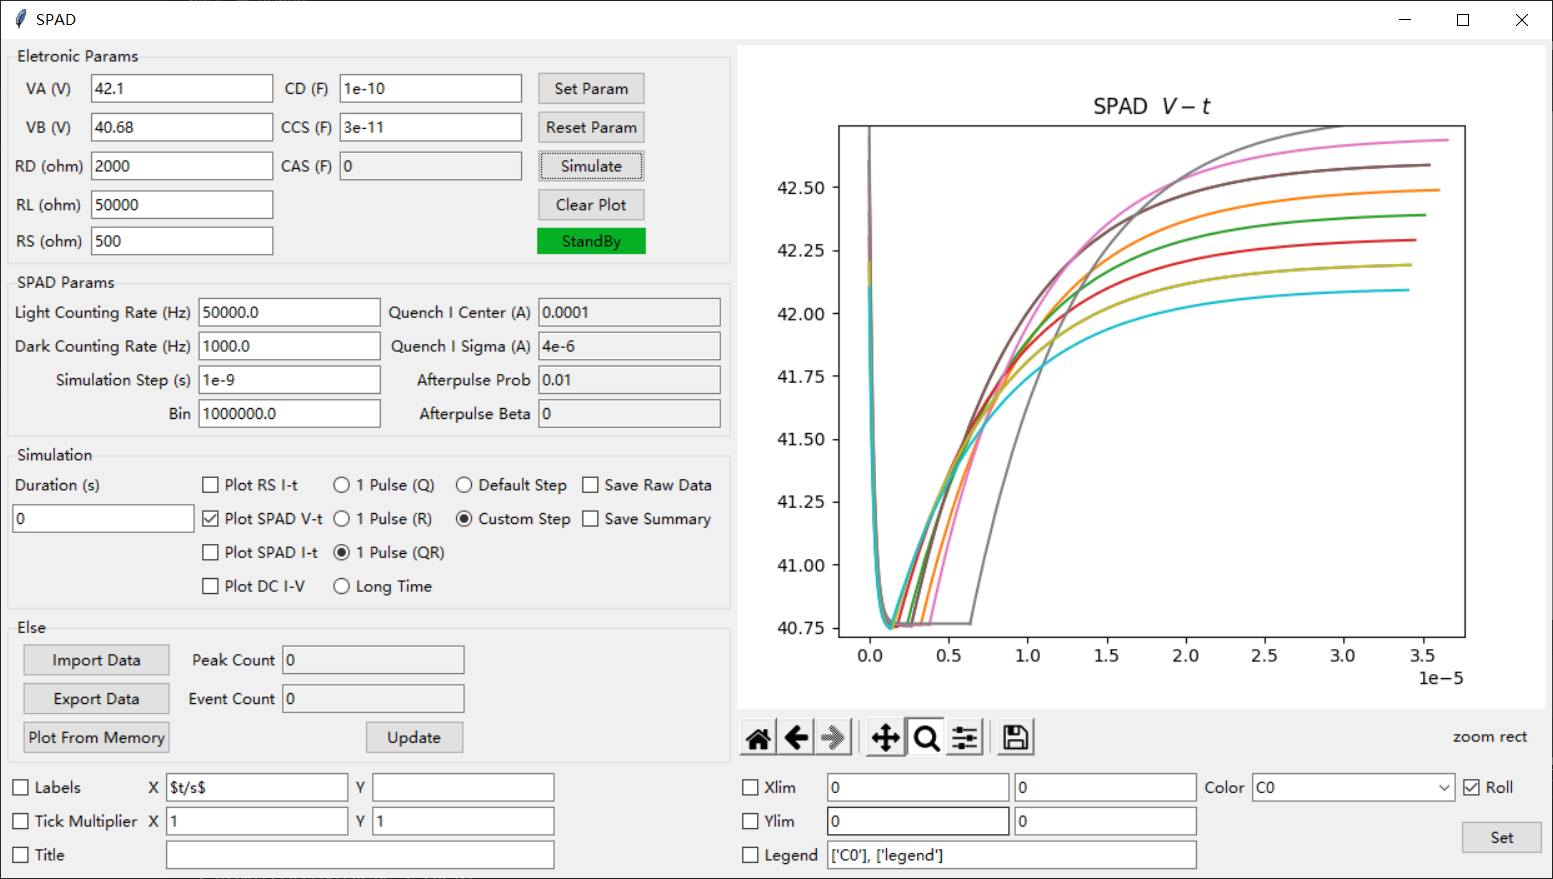 SPAD
Eletronic Params
VA (V) 42.1 CD (F) 1e-10 Set Param
VB (V) 40.68 CCS (F) 3e-11 Reset Param
RD (ohm) 2000 CAS (F) 0 Simulate
RL (ohm) 50000 Clear Plot
RS (ohm) 500 StandBy
SPAD Params
Light Counting Rate (Hz) 50000.0 Quench I Center (A) 0.0001
Dark Counting Rate (Hz) 1000.0 Quench I Sigma (A) 4e-6
Simulation Step (s) 1e-9 Afterpulse Prob 0.01
Bin 1000000.0 Afterpulse Beta 0
Simulation
Duration (s) Plot RS I-t 1 Pulse (Q) Default Step Save Raw Data
0 Plot SPAD V-t 1 Pulse (R) Custom Step Save Summary
Plot SPAD I-t 1 Pulse (QR)
Plot DC I-V Long Time
Else
Import Data Peak Count 0
Export Data Event Count 0
Plot From Memory Update
Labels X $t/s$ Y
Tick Multiplier X 1 Y 1
Title
SPAD V − t
42.50
42.25
42.00
41.75
41.50
41.25
41.00
40.75
0.0 0.5 1.0 1.5 2.0 2.5 3.0 3.5
1e−5
zoom rect
Xlim 0 0 Color C0 Roll
Ylim 0 0
Set
Legend ['C0'], ['legend']